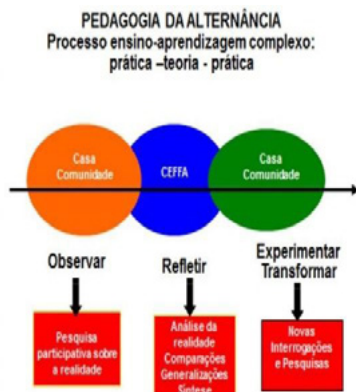 PEDAGOGIA DA ALTERNÂNCIA
Processo ensino-aprendizagem complexo:
prática –teoria - prática
Casa
Comunidade
CEFFA
Casa
Comunidade
Observar
Refletir
Experimentar
Transformar
Pesquisa
participativa sobre
a realidade
Análise da
realidade
Comparações
Generalizações
Síntese
Novas
Interrogações
e Pesquisas